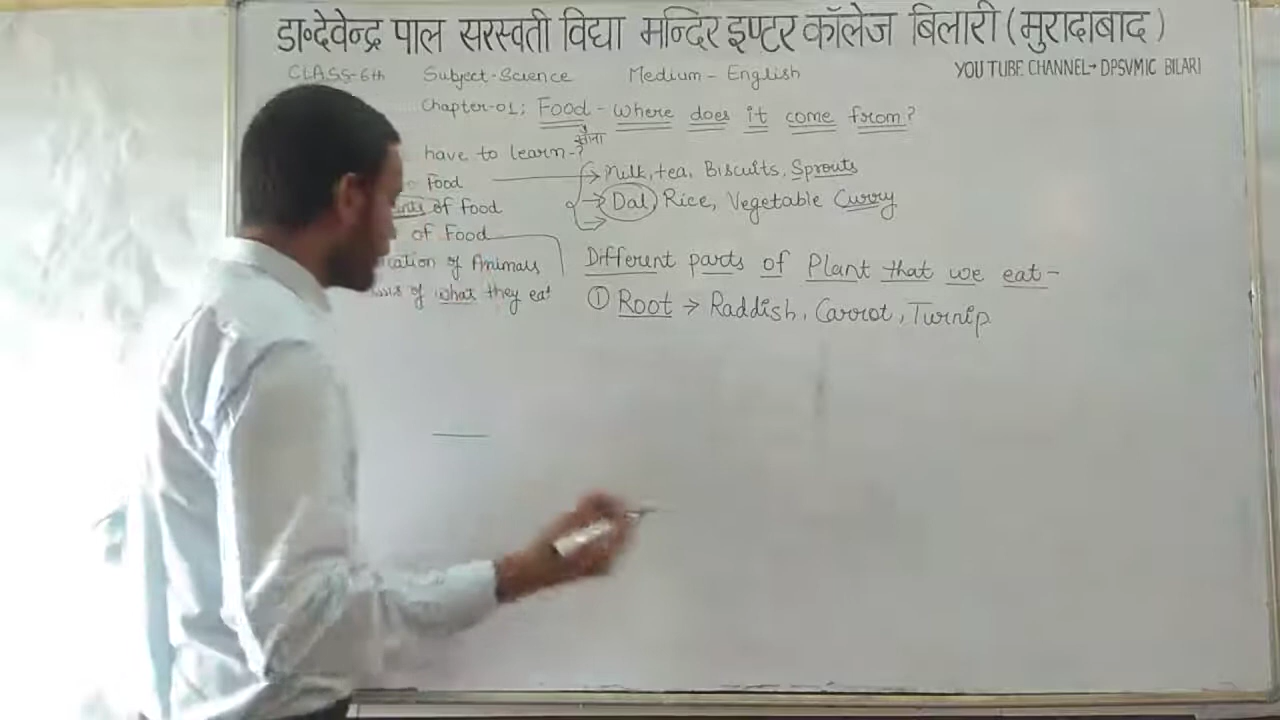 डा०देवेन्द्र पाल सरस्वती विद्या मन्दिर इण्टर कॉलेज बिलारी (मुरादाबाद)
CLASS-6th Subject-Science Medium-English
YOU TUBE CHANNEL→ DPSVMIC BILARI
Chapter-01: Food - where does it come from?
have to learn-?
Food
of Food
of Food
of Animals
of what they eat
→ Milk, tea, Biscuits, Sprouts
→ Dal, Rice, Vegetable Curry
Different parts of Plant that we eat-
① Root → Raddish, Carrot, Turnip